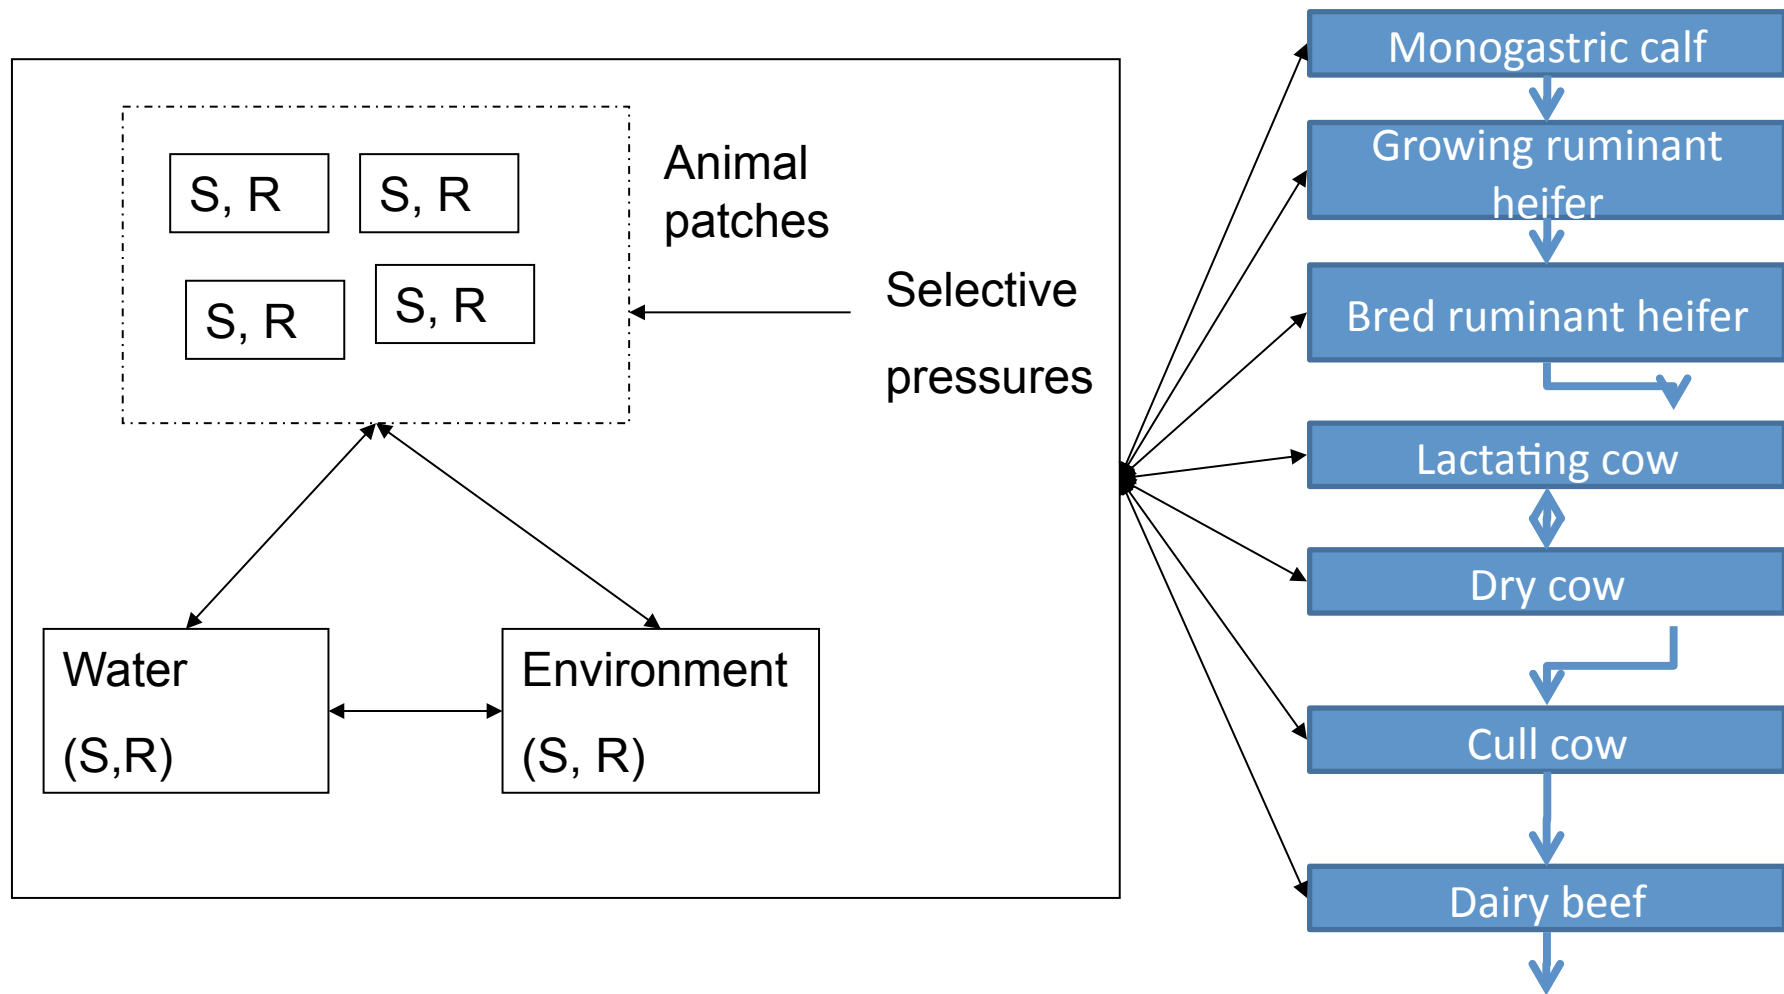 S, R
S, R
S, R
S, R
Animal
patches
Selective
pressures
Water
(S,R)
Environment
(S, R)
Monogastric calf
Growing ruminant
heifer
Bred ruminant heifer
Lactating cow
Dry cow
Cull cow
Dairy beef